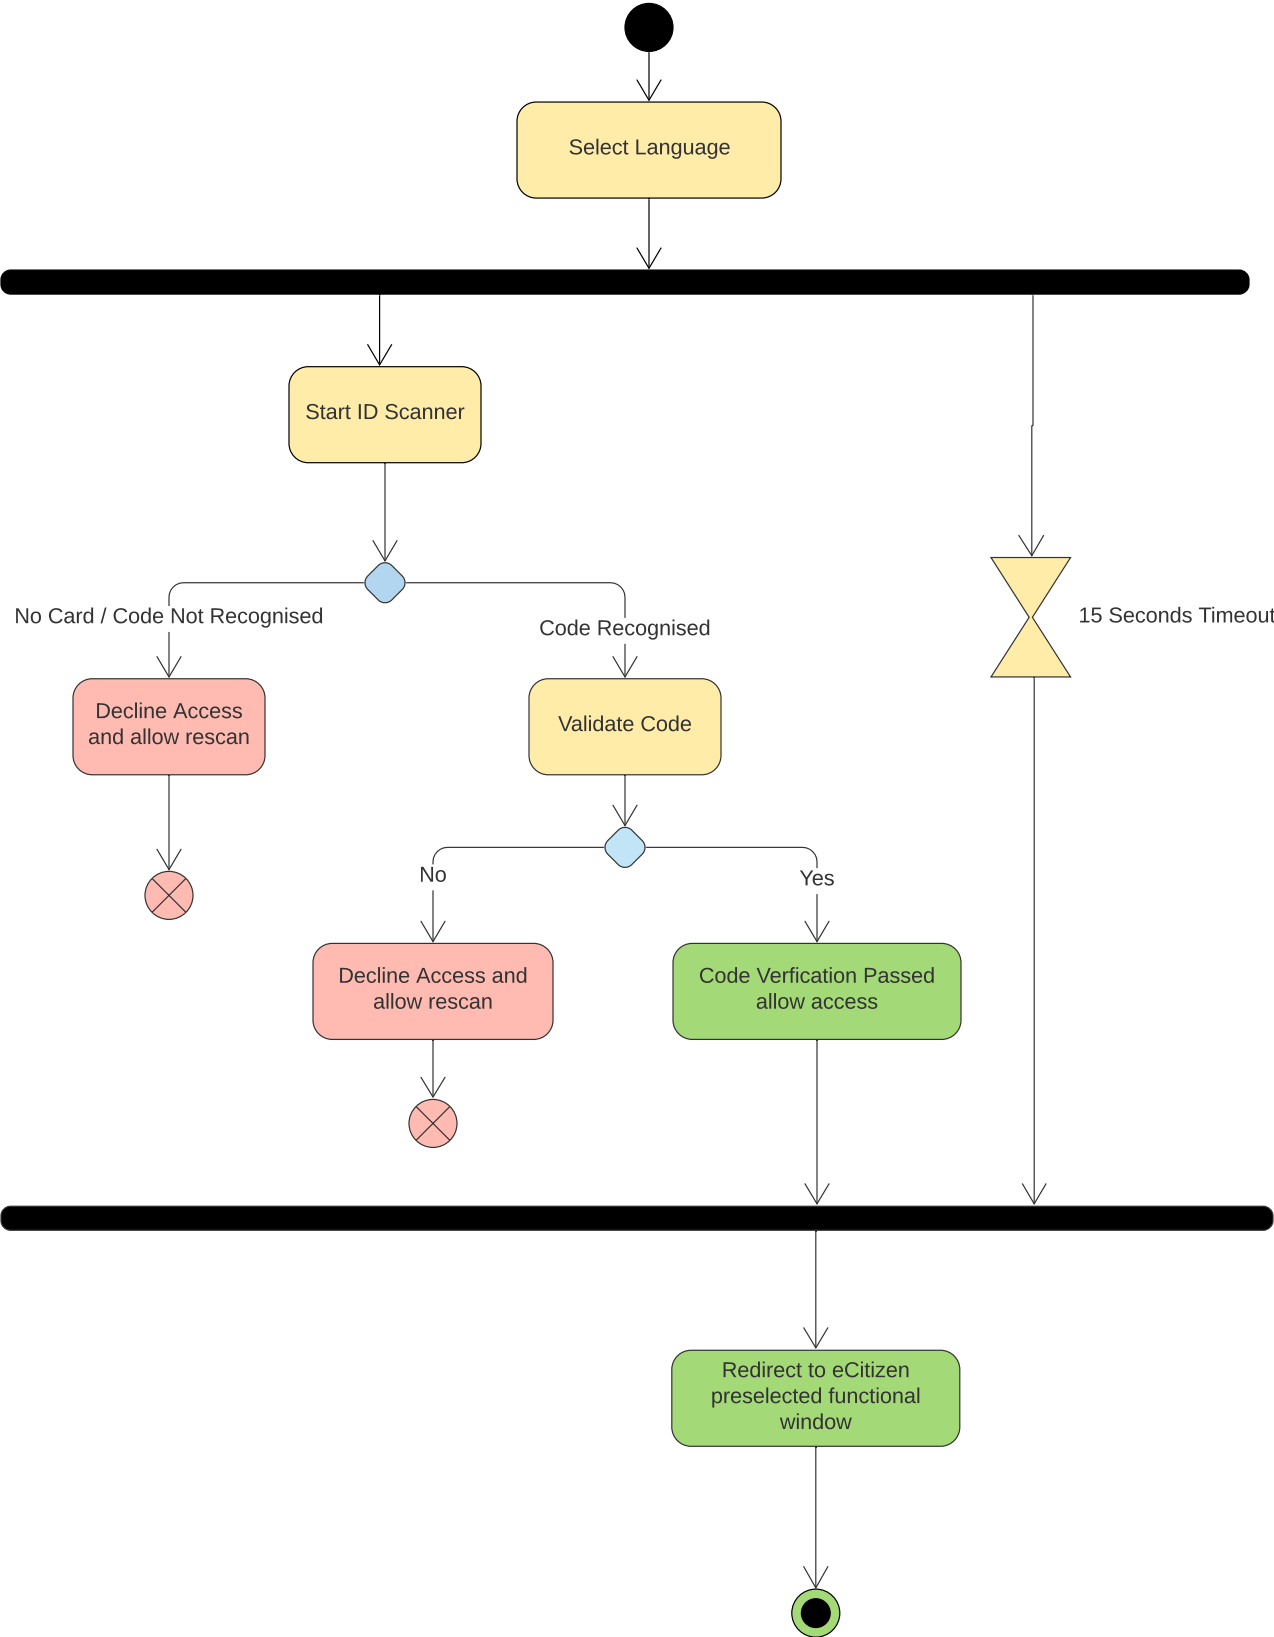 Select Language
Start ID Scanner
No Card / Code Not Recognised
Code Recognised
15 Seconds Timeout
Decline Access
and allow rescan
Validate Code
No
Yes
Decline Access and
allow rescan
Code Verfication Passed
allow access
Redirect to eCitizen
preselected functional
window